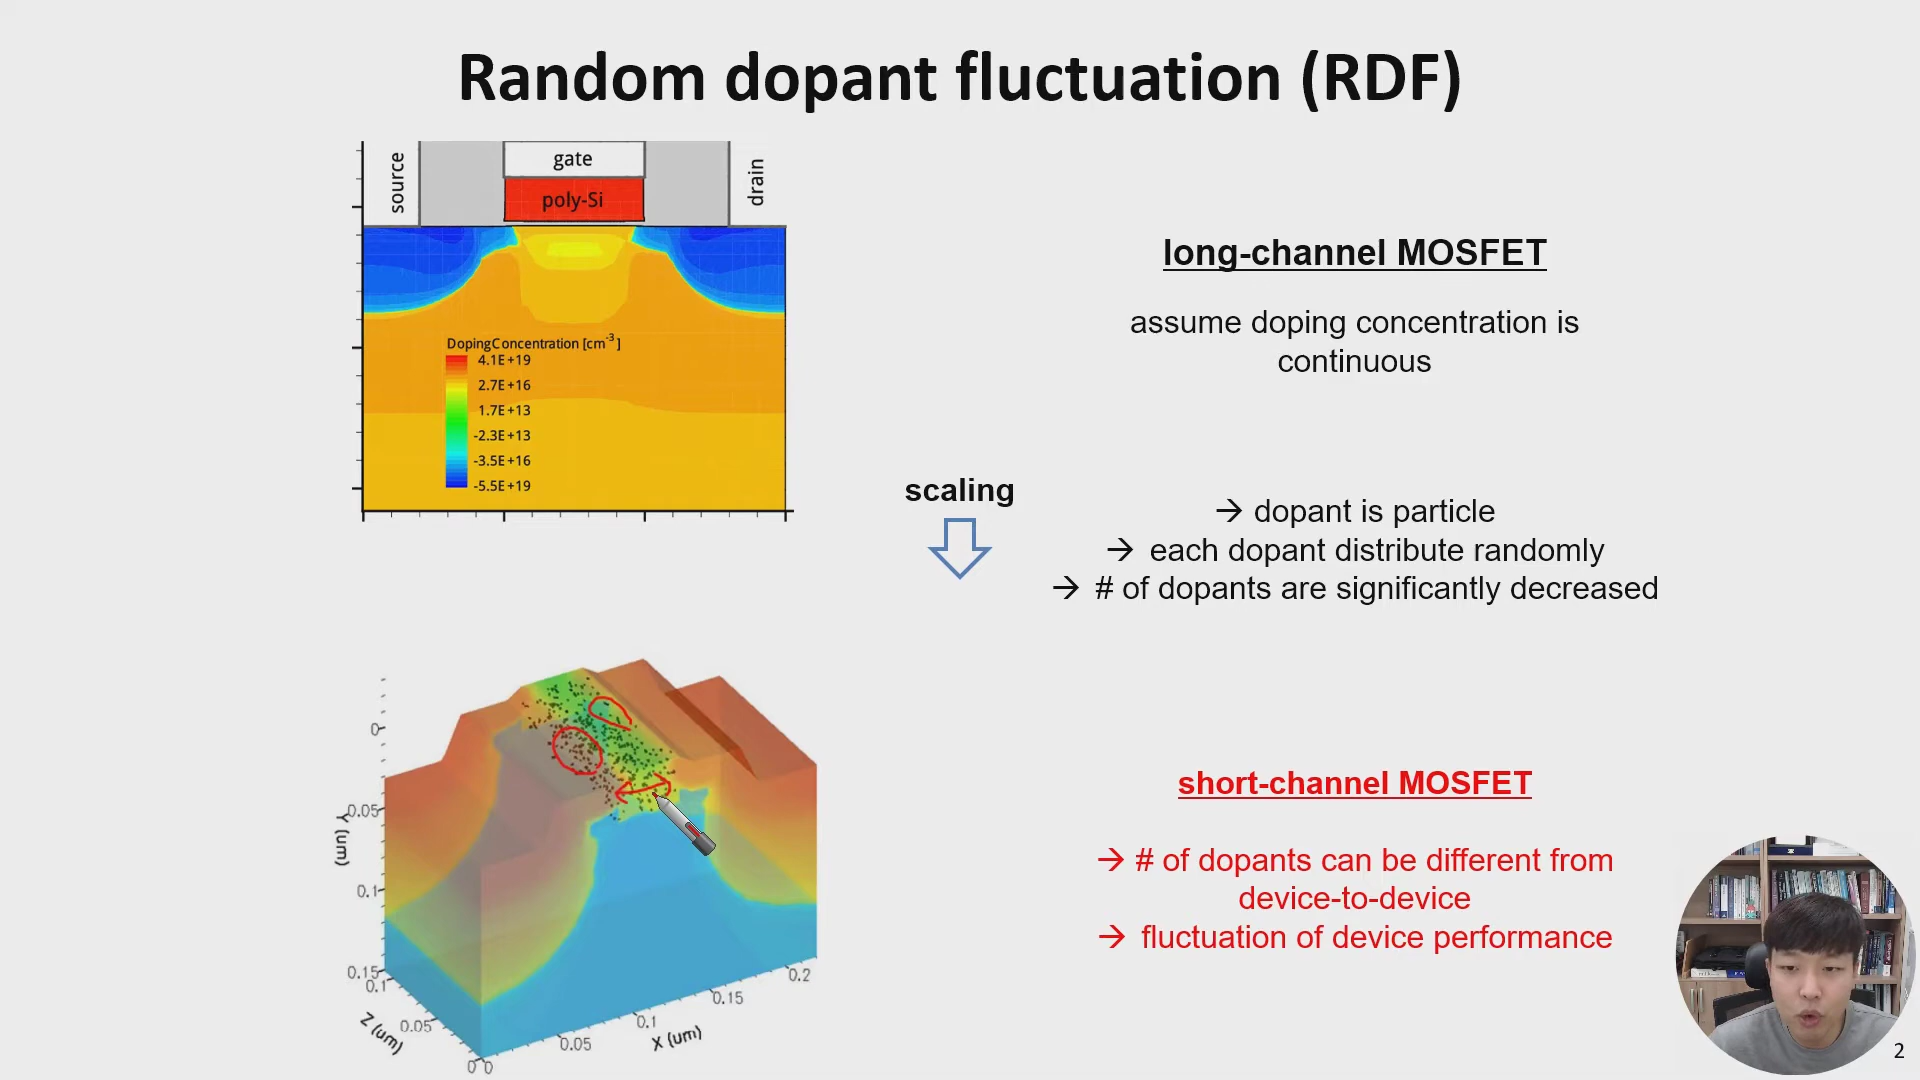 Random dopant fluctuation (RDF)
source
gate
poly-Si
drain
DopingConcentration [cm-3]
4.1E+19
2.7E+16
1.7E+13
-2.3E+13
-3.5E+16
-5.5E+19
long-channel MOSFET
assume doping concentration is
continuous
scaling
→ dopant is particle
→ each dopant distribute randomly
→ # of dopants are significantly decreased
0
0.05
0.1
0.15
Y (um)
0.1
0.05
0
Z (um)
0
0.05
0.1
0.15
0.2
X (um)
short-channel MOSFET
→ # of dopants can be different from
device-to-device
→ fluctuation of device performance
2